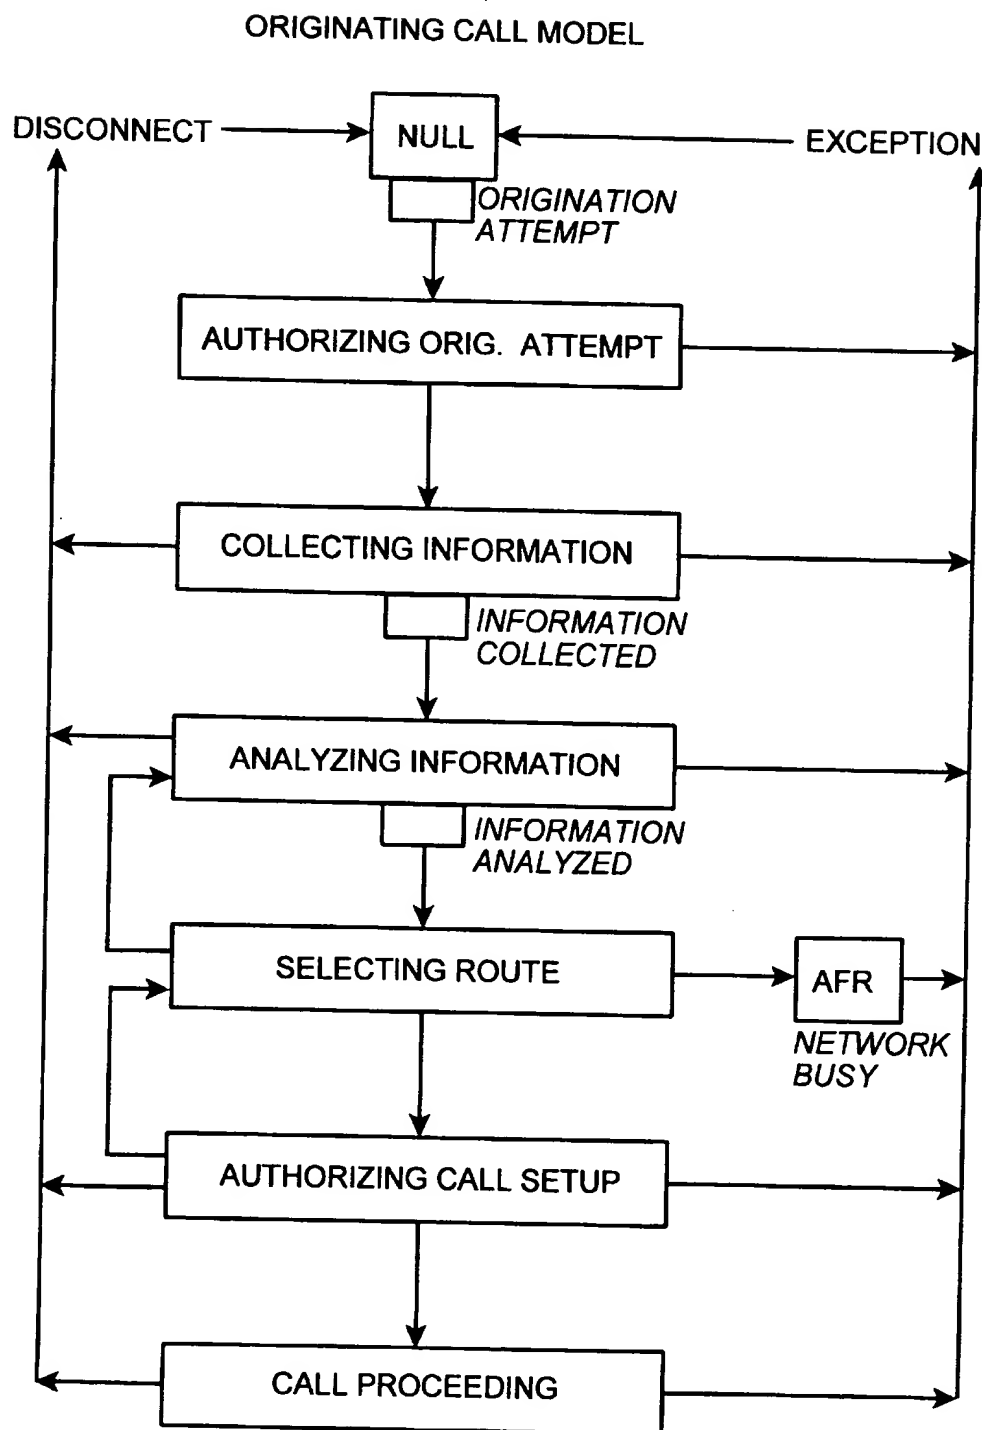 ORIGINATING CALL MODEL
DISCONNECT
NULL
EXCEPTION
ORIGINATION
ATTEMPT
AUTHORIZING ORIG. ATTEMPT
COLLECTING INFORMATION
INFORMATION
COLLECTED
ANALYZING INFORMATION
INFORMATION
ANALYZED
SELECTING ROUTE
AFR
NETWORK
BUSY
AUTHORIZING CALL SETUP
CALL PROCEEDING